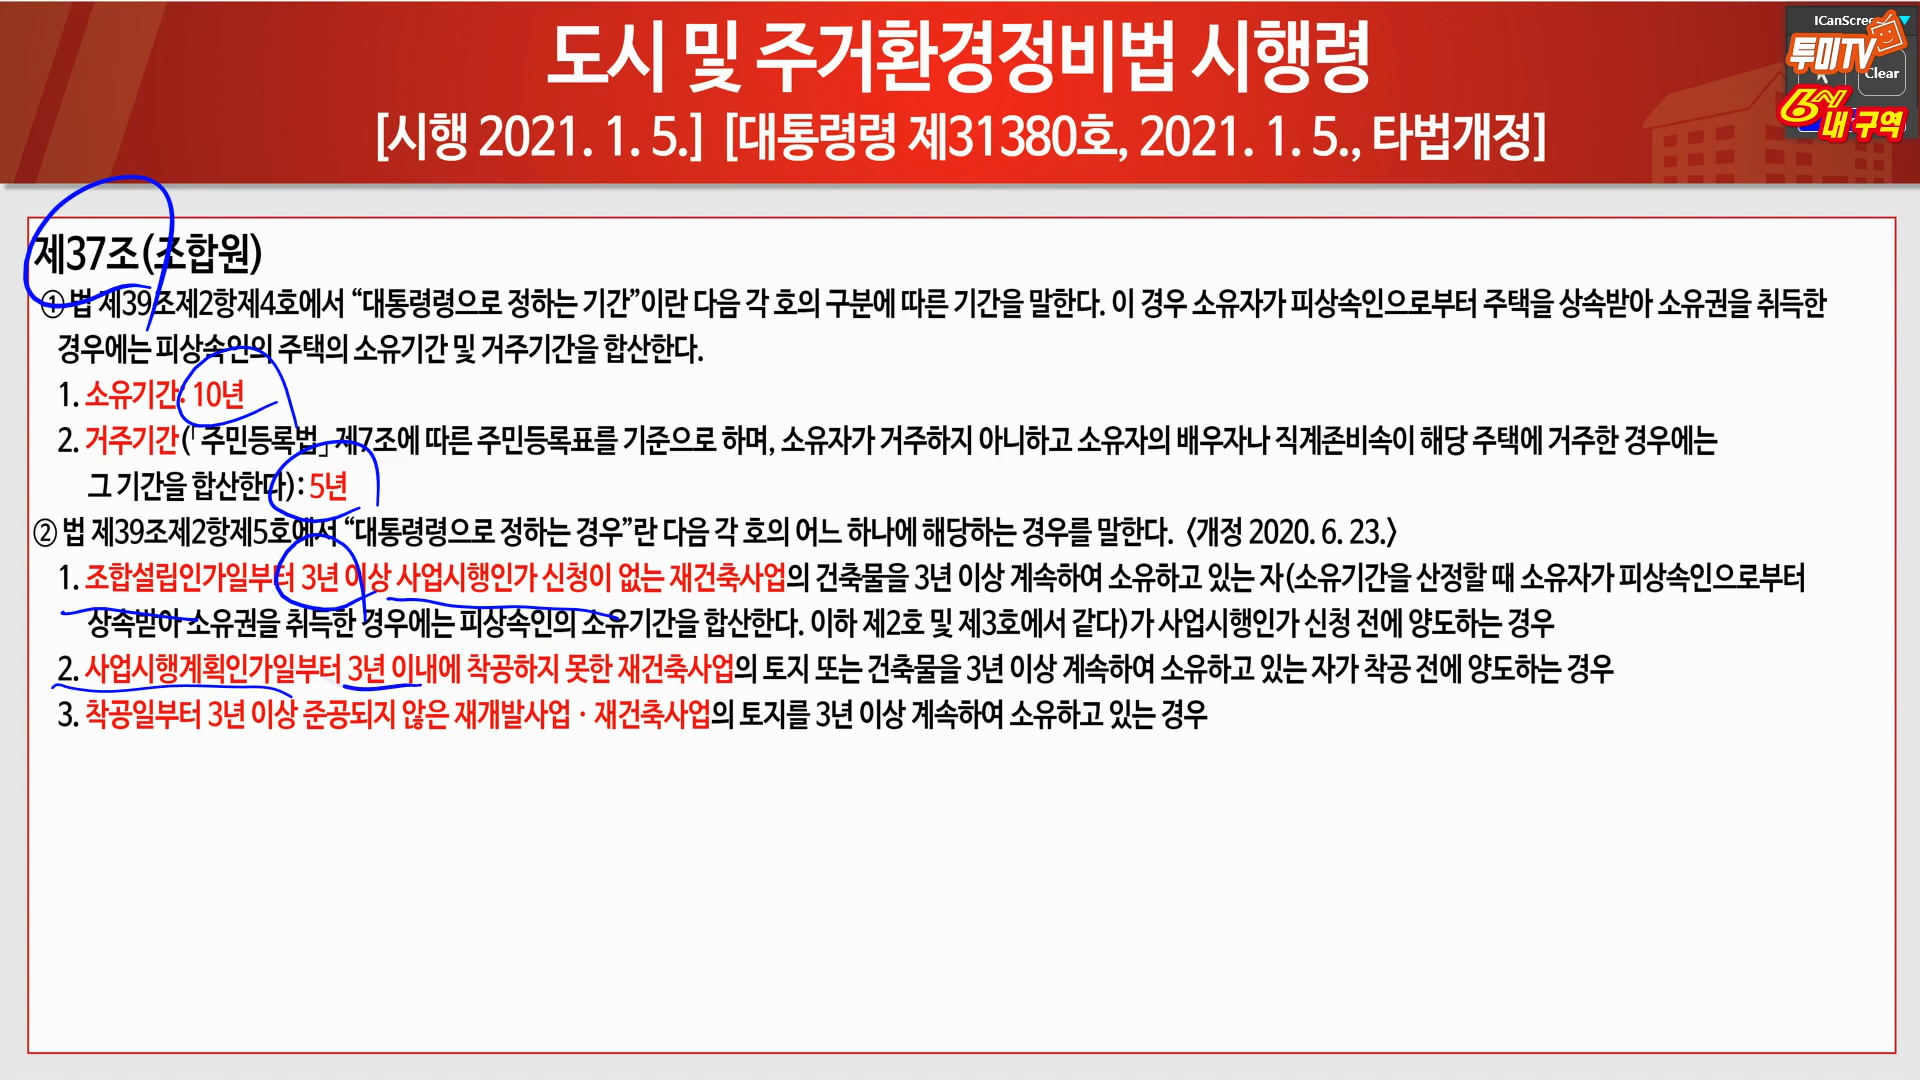 도시 및 주거환경정비법 시행령
[시행 2021. 1. 5.] [대통령령 제31380호, 2021. 1. 5., 타법개정]
ICanScree
투미TV
Clear
6~
내 구역
제37조(조합원)
① 법 제39조제2항제4호에서 “대통령령으로 정하는 기간”이란 다음 각 호의 구분에 따른 기간을 말한다. 이 경우 소유자가 피상속인으로부터 주택을 상속받아 소유권을 취득한
경우에는 피상속인의 주택의 소유기간 및 거주기간을 합산한다.
1. 소유기간: 10년
2. 거주기간(「주민등록법」 제7조에 따른 주민등록표를 기준으로 하며, 소유자가 거주하지 아니하고 소유자의 배우자나 직계존비속이 해당 주택에 거주한 경우에는
그 기간을 합산한다): 5년
② 법 제39조제2항제5호에서 “대통령령으로 정하는 경우”란 다음 각 호의 어느 하나에 해당하는 경우를 말한다. 〈개정 2020. 6. 23.〉
1. 조합설립인가일부터 3년 이상 사업시행인가 신청이 없는 재건축사업의 건축물을 3년 이상 계속하여 소유하고 있는 자(소유기간을 산정할 때 소유자가 피상속인으로부터
상속받아 소유권을 취득한 경우에는 피상속인의 소유기간을 합산한다. 이하 제2호 및 제3호에서 같다)가 사업시행인가 신청 전에 양도하는 경우
2. 사업시행계획인가일부터 3년 이내에 착공하지 못한 재건축사업의 토지 또는 건축물을 3년 이상 계속하여 소유하고 있는 자가 착공 전에 양도하는 경우
3. 착공일부터 3년 이상 준공되지 않은 재개발사업 · 재건축사업의 토지를 3년 이상 계속하여 소유하고 있는 경우